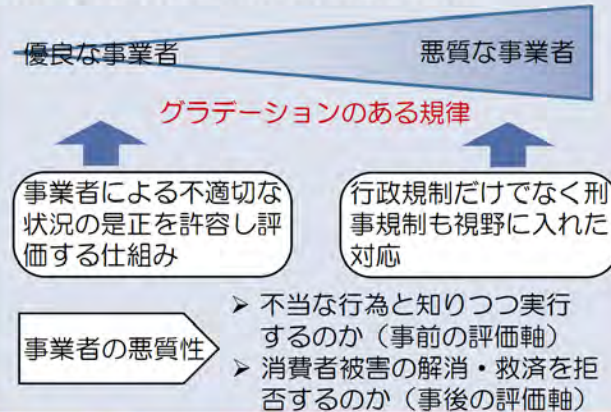 優良な事業者
悪質な事業者
グラデーションのある規律
事業者による不適切な
状況の是正を許容し評
価する仕組み
行政規制だけでなく刑
事規制も視野に入れた
対応
事業者の悪質性
➢ 不当な行為と知りつつ実行
するのか（事前の評価軸）
➢ 消費者被害の解消・救済を拒
否するのか（事後の評価軸）